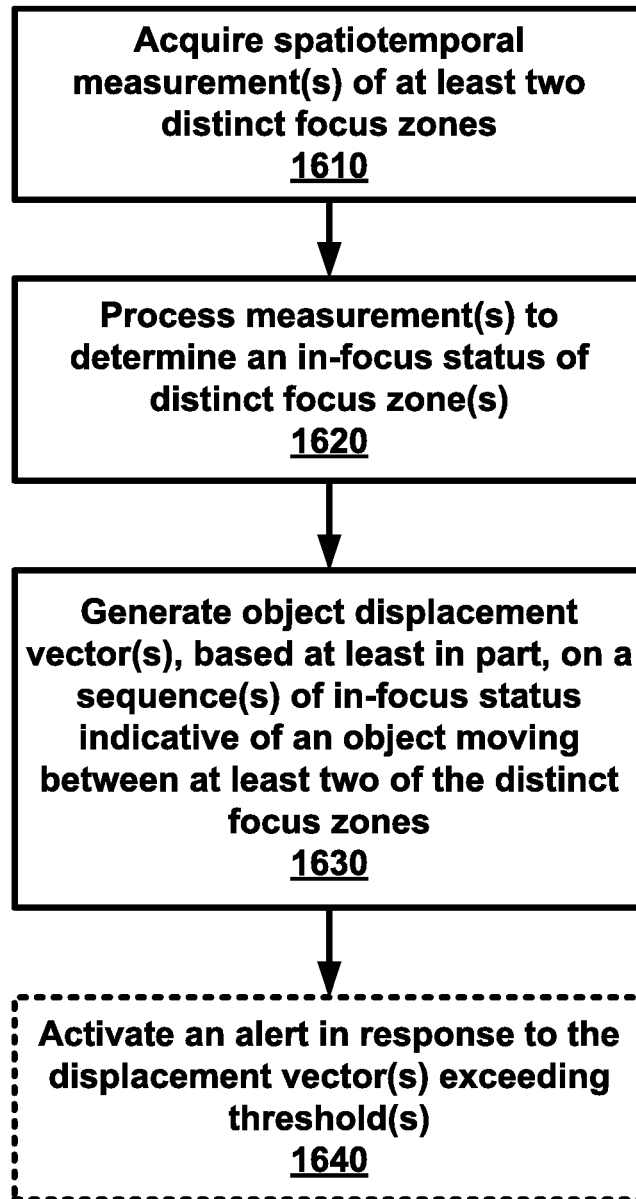 Acquire spatiotemporal
measurement(s) of at least two
distinct focus zones
1610
Process measurement(s) to
determine an in-focus status of
distinct focus zone(s)
1620
Generate object displacement
vector(s), based at least in part, on a
sequence(s) of in-focus status
indicative of an object moving
between at least two of the distinct
focus zones
1630
Activate an alert in response to the
displacement vector(s) exceeding
threshold(s)
1640